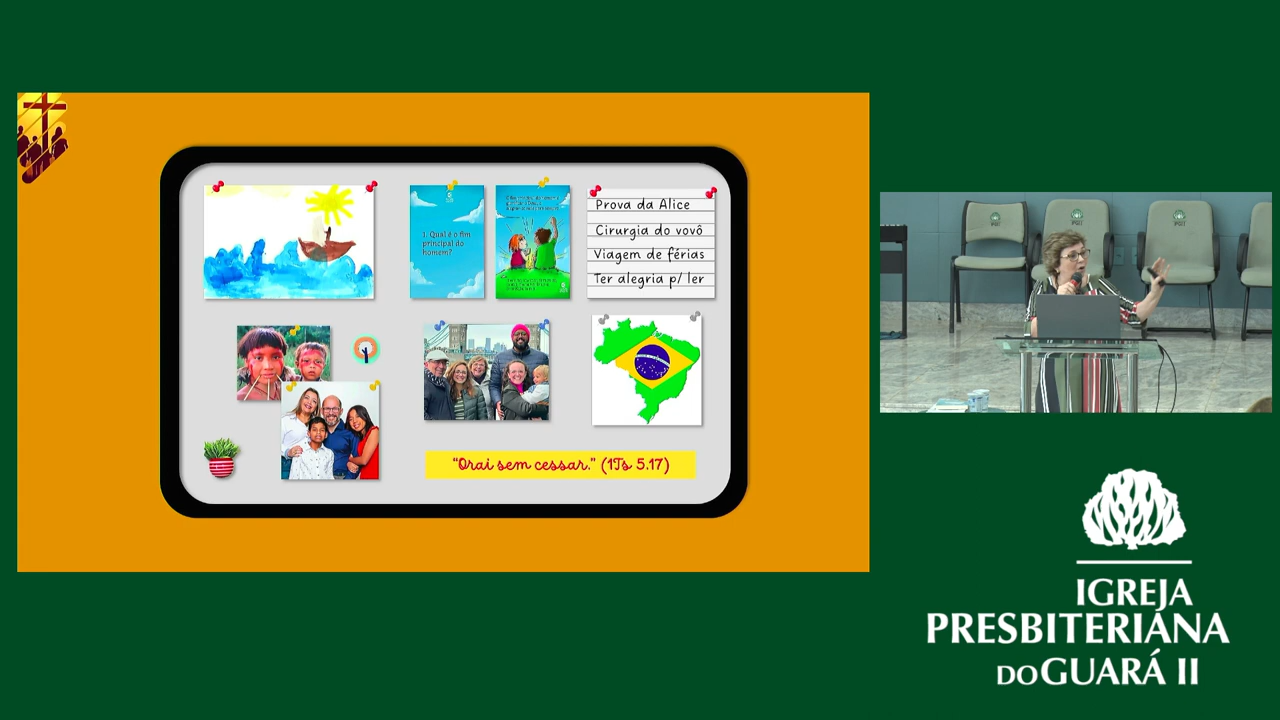 1. Qual é o fim
principal do
homem?
Prova da Alice
Cirurgia do vovô
Viagem de férias
Ter alegria p/ ler
"Orai sem cessar." (1Ts 5.17)
IGREJA
PRESBITERIANA
DO GUARÁ II